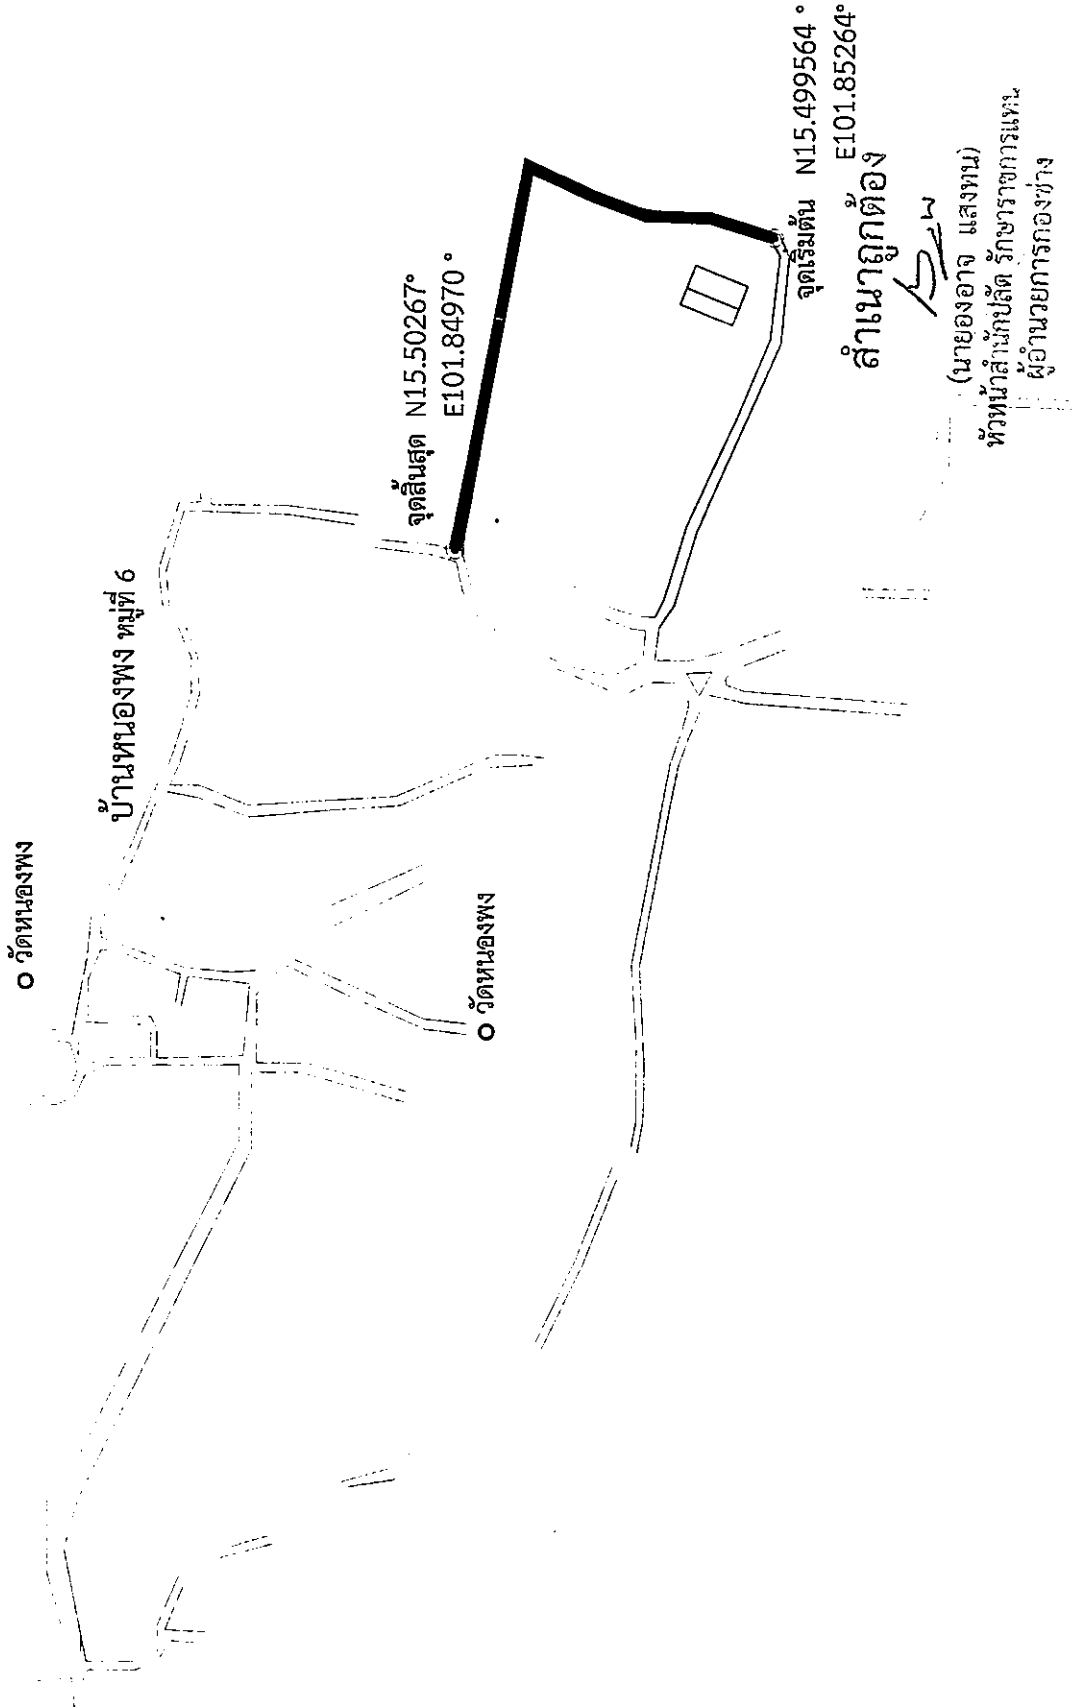 วัดหนองพง
บ้านหนองพง หมู่ที่ 6
วัดหนองพง
จุดสิ้นสุด N15.50267°
E101.84970 °
จุดเริ่มต้น N15.499564 °
E101.85264°
สำเนาถูกต้อง
(นายองอาจ แสงทน)
หัวหน้าสำนักปลัด รักษาราชการแทน
ผู้อำนวยการกองช่าง